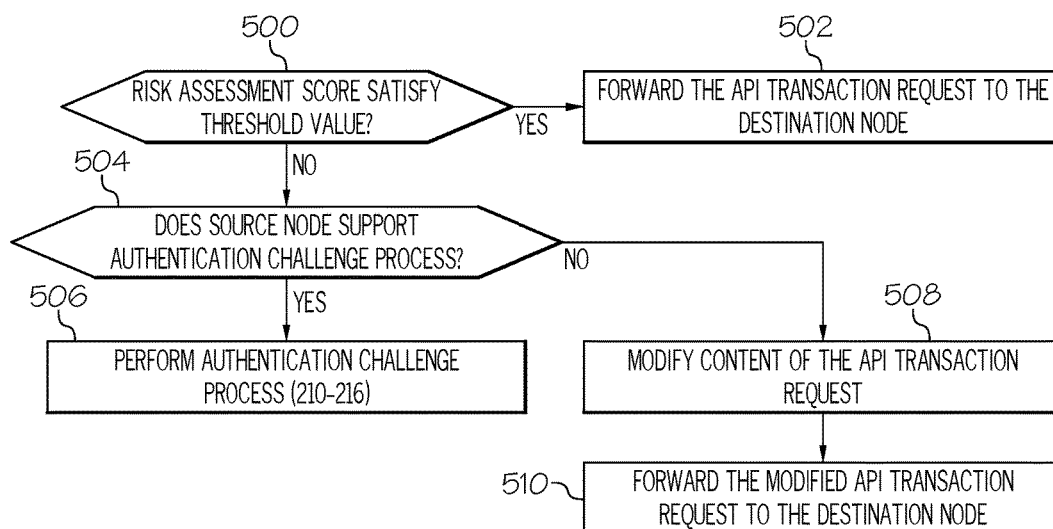 500
RISK ASSESSMENT SCORE SATISFY
THRESHOLD VALUE?
YES
502
FORWARD THE API TRANSACTION REQUEST TO THE
DESTINATION NODE
NO
504
DOES SOURCE NODE SUPPORT
AUTHENTICATION CHALLENGE PROCESS?
NO
YES
506
PERFORM AUTHENTICATION CHALLENGE
PROCESS (210-216)
508
MODIFY CONTENT OF THE API TRANSACTION
REQUEST
510
FORWARD THE MODIFIED API TRANSACTION
REQUEST TO THE DESTINATION NODE